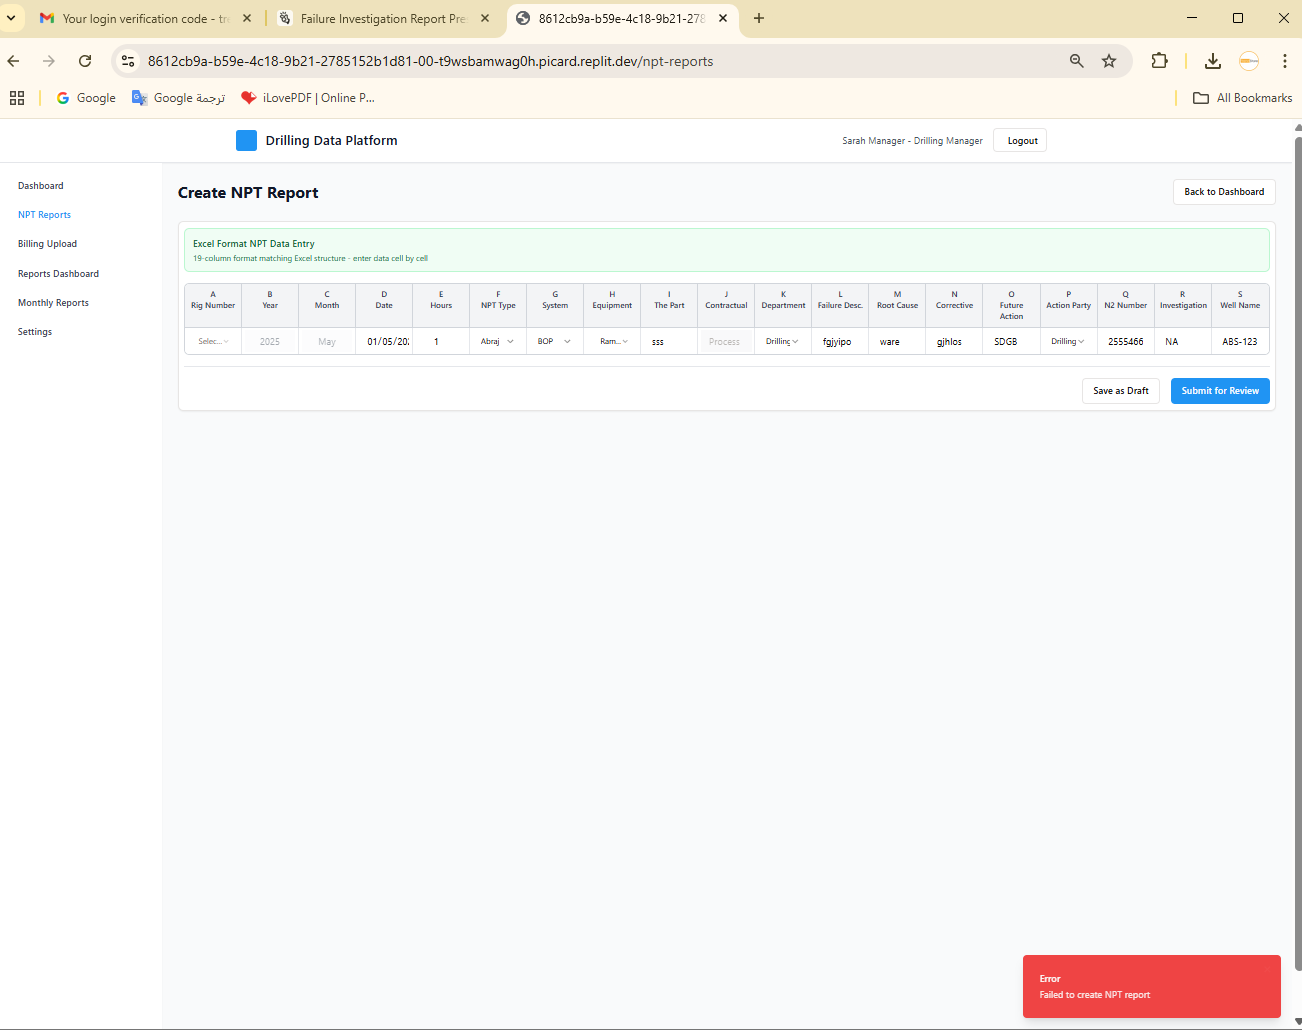 Your login verification code - tre
Failure Investigation Report Pre
8612cb9a-b59e-4c18-9b21-278
8612cb9a-b59e-4c18-9b21-2785152b1d81-00-t9wsbamwag0h.picard.replit.dev/npt-reports
Google
ترجمة Google
iLovePDF | Online P...
All Bookmarks
Drilling Data Platform
Sarah Manager - Drilling Manager
Logout
Dashboard
NPT Reports
Billing Upload
Reports Dashboard
Monthly Reports
Settings
Create NPT Report
Back to Dashboard
Excel Format NPT Data Entry
19-column format matching Excel structure - enter data cell by cell
A B C D E F G H I J K L M N O P Q R S
Rig Number Year Month Date Hours NPT Type System Equipment The Part Contractual Department Failure Desc. Root Cause Corrective Future Action Action Party N2 Number Investigation Well Name
Selec... 2025 May 01/05/202 1 Abraj BOP Ram... sss Process Drilling fgjyipo ware gjhlos SDGB Drilling 2555466 NA ABS-123
Save as Draft
Submit for Review
Error
Failed to create NPT report